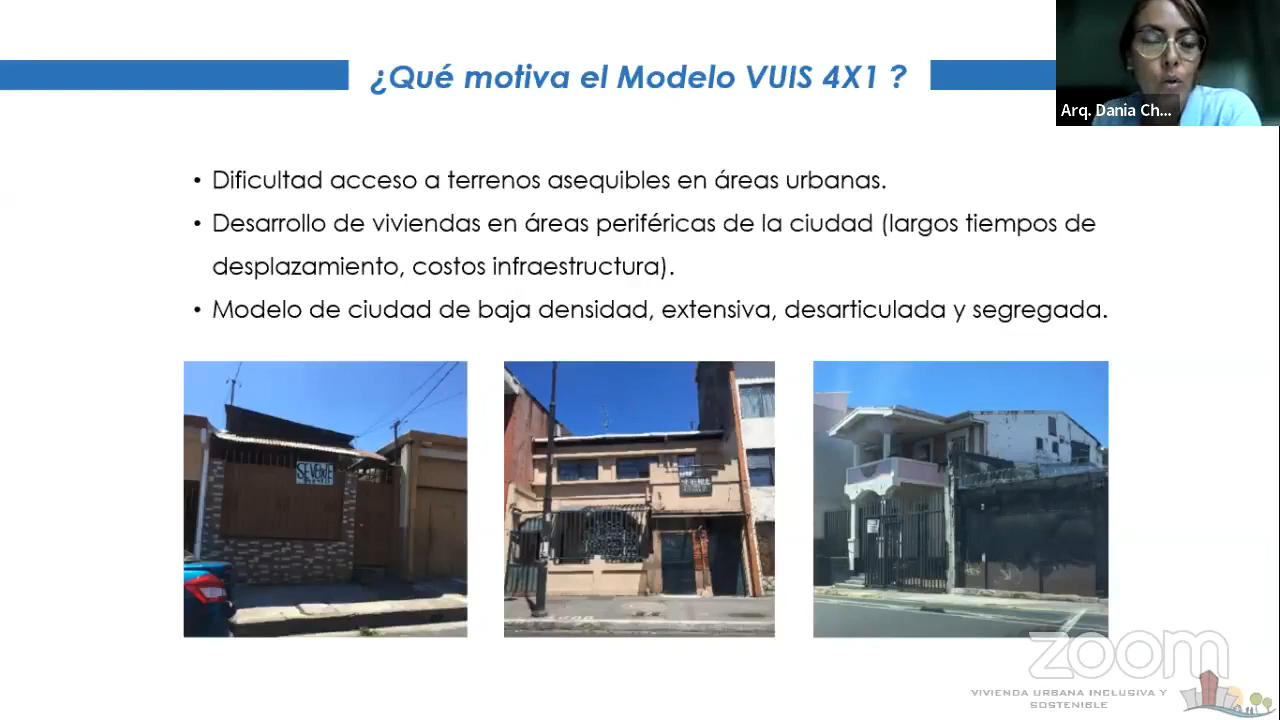 ¿Qué motiva el Modelo VUIS 4X1 ?
Arq. Dania Ch...
• Dificultad acceso a terrenos asequibles en áreas urbanas.
• Desarrollo de viviendas en áreas periféricas de la ciudad (largos tiempos de
desplazamiento, costos infraestructura).
• Modelo de ciudad de baja densidad, extensiva, desarticulada y segregada.
SE VENDE
SE VENDE
zoom
VIVIENDA URBANA INCLUSIVA Y
SOSTENIBLE